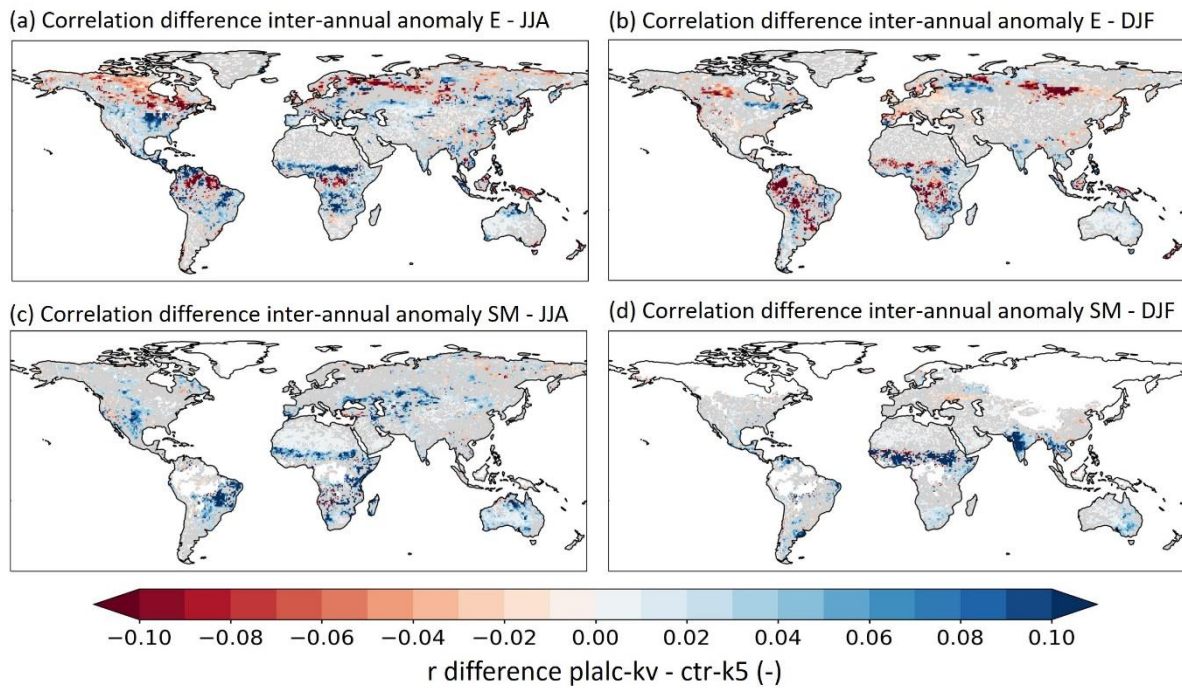 (a) Correlation difference inter-annual anomaly E - JJA
(b) Correlation difference inter-annual anomaly E - DJF
(c) Correlation difference inter-annual anomaly SM - JJA
(d) Correlation difference inter-annual anomaly SM - DJF
−0.10 −0.08 −0.06 −0.04 −0.02 0.00 0.02 0.04 0.06 0.08 0.10
r difference plalc-kv - ctr-k5 (-)